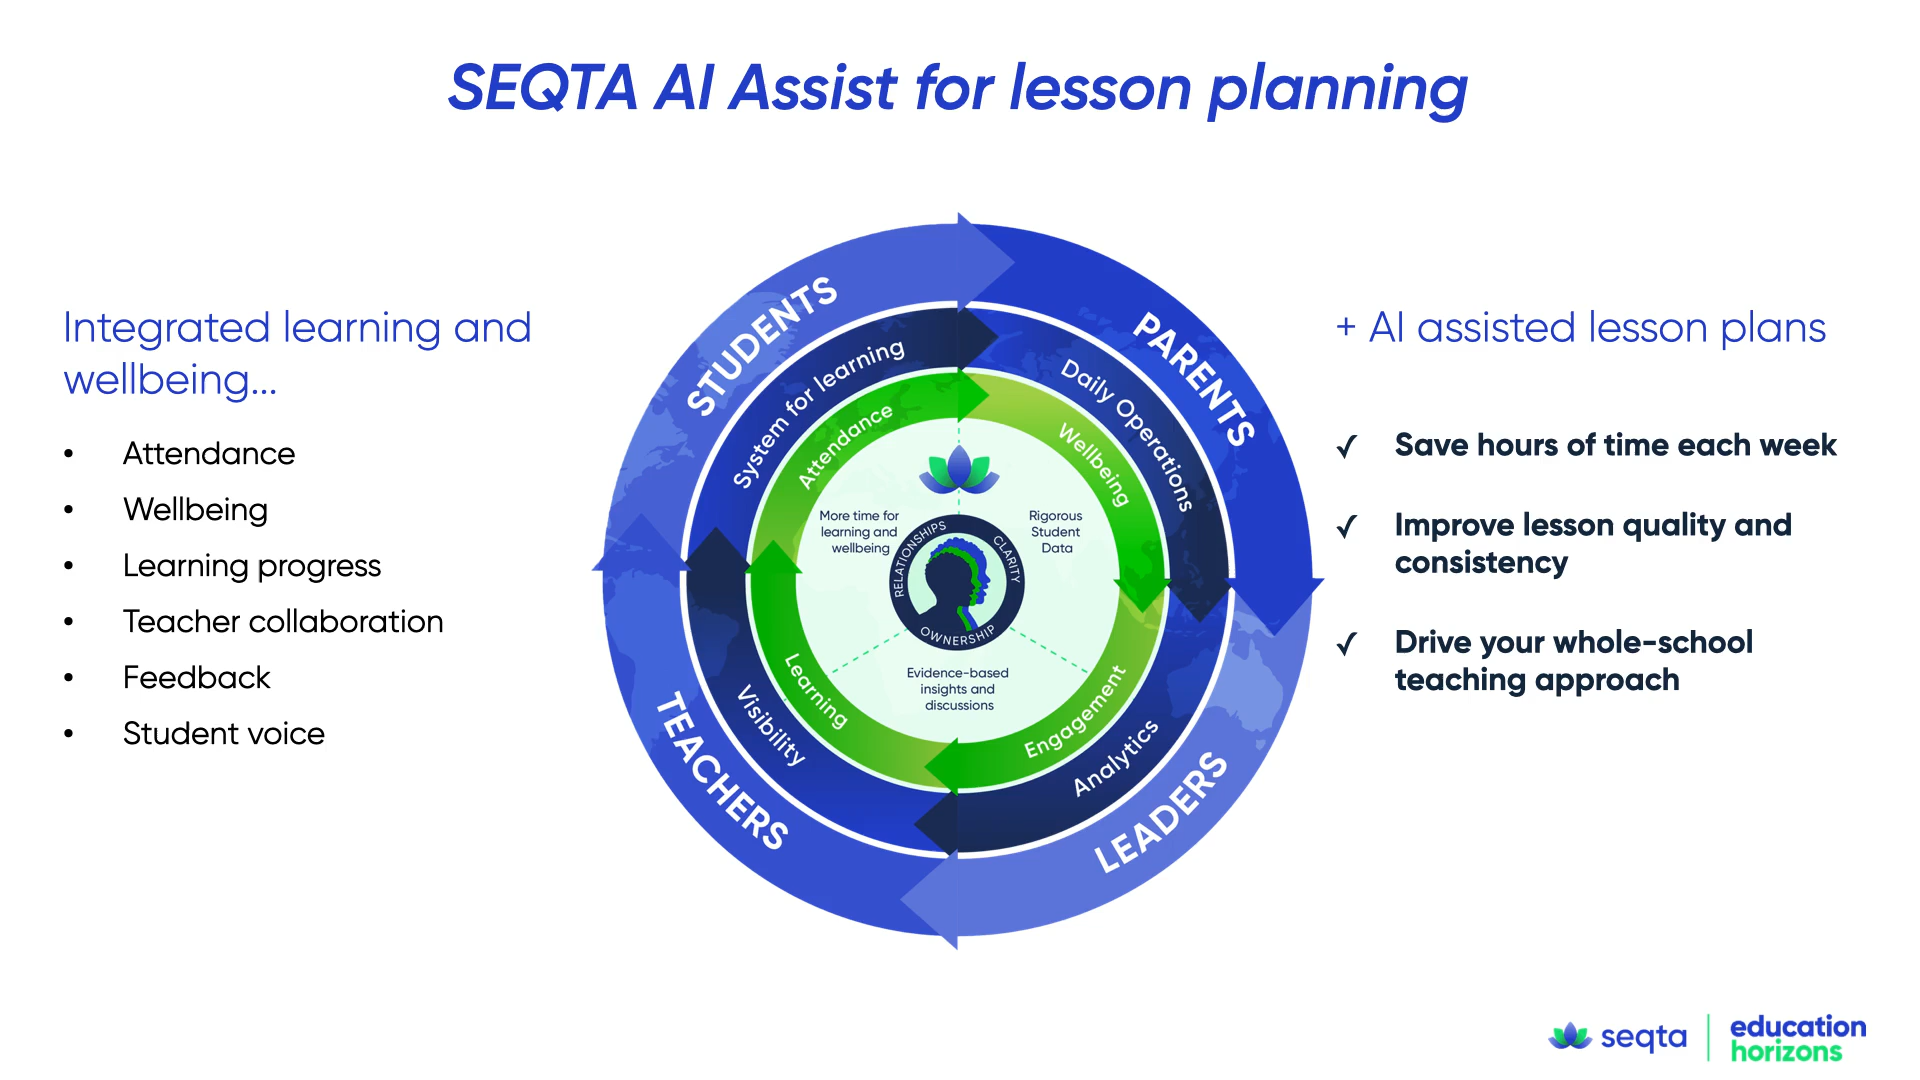 SEQTA AI Assist for lesson planning
Integrated learning and
wellbeing...
• Attendance
• Wellbeing
• Learning progress
• Teacher collaboration
• Feedback
• Student voice
STUDENTS
PARENTS
LEADERS
TEACHERS
System for learning
Daily Operations
Analytics
Visibility
Attendance
Wellbeing
Engagement
Learning
More time for
learning and
wellbeing
Rigorous
Student
Data
Evidence-based
insights and
discussions
RELATIONSHIPS
CLARITY
OWNERSHIP
+ AI assisted lesson plans
✓ Save hours of time each week
✓ Improve lesson quality and
consistency
✓ Drive your whole-school
teaching approach
seqta
education
horizons